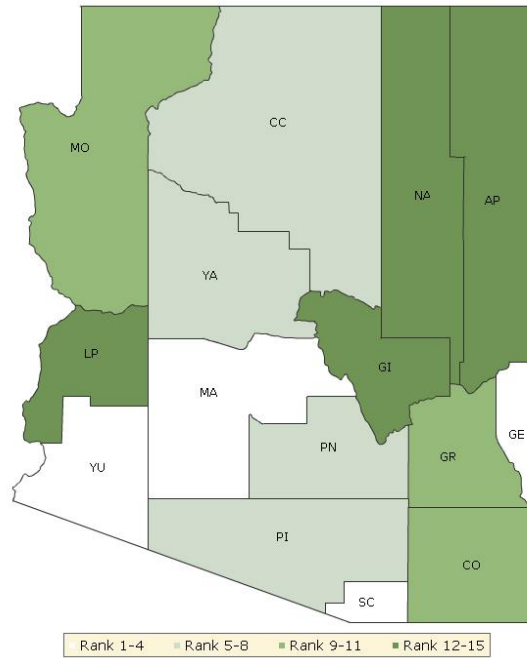 CC
MO
NA
AP
YA
LP
GI
MA
GE
PN
GR
YU
PI
CO
SC
Rank 1-4 Rank 5-8 Rank 9-11 Rank 12-15